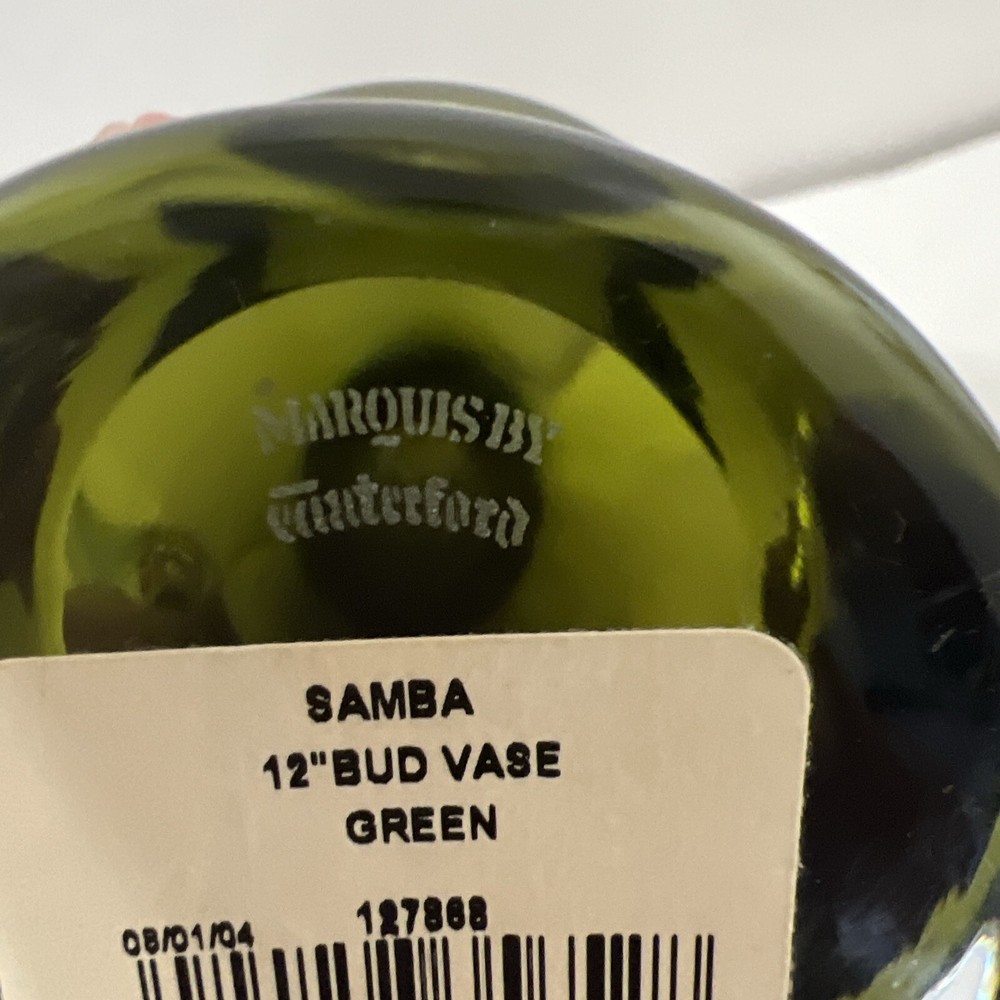 MARQUIS BY
Waterford
SAMBA
12" BUD VASE
GREEN
127868
08/01/04